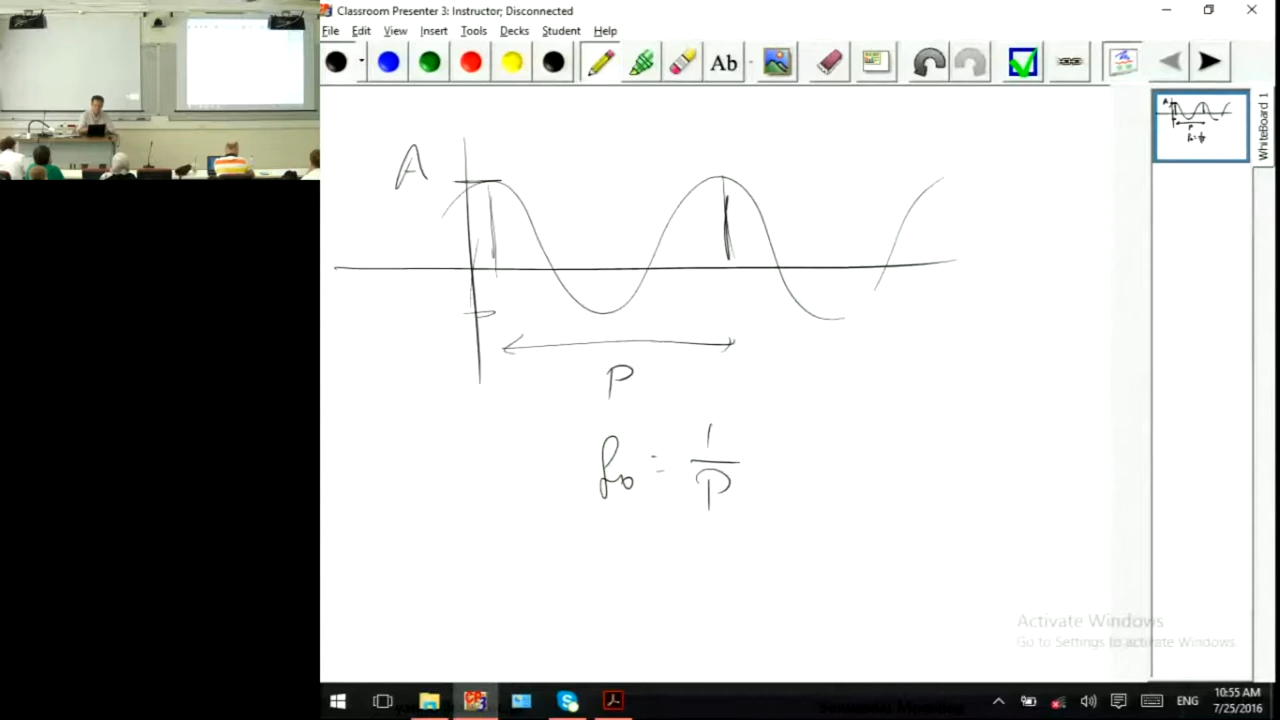 Classroom Presenter 3: Instructor; Disconnected
File Edit View Insert Tools Decks Student Help
Ab
A
P
f0 = 1/P
WhiteBoard 1
Activate Windows
Go to Settings to activate Windows.
ENG
10:55 AM
7/25/2016